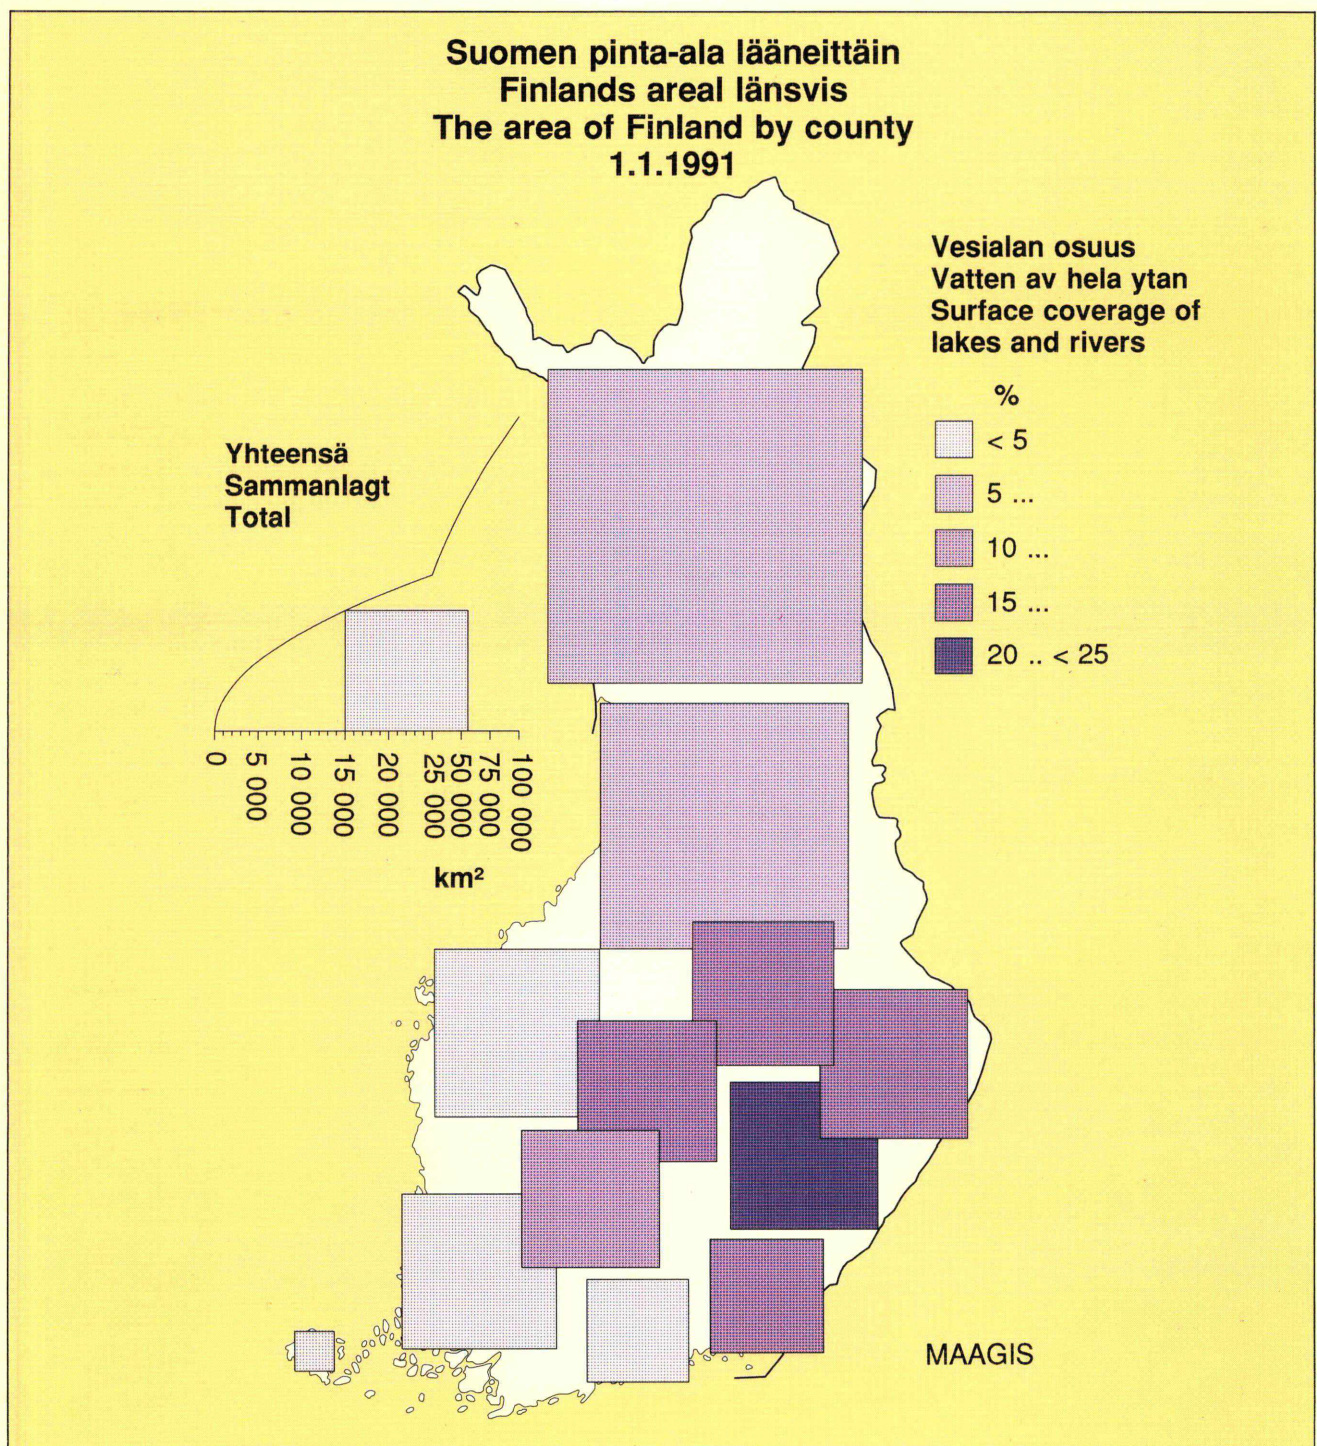 Suomen pinta-ala lääneittäin
Finlands areal länsvis
The area of Finland by county
1.1.1991
Vesialan osuus
Vatten av hela ytan
Surface coverage of
lakes and rivers
%
< 5
5 ...
10 ...
15 ...
20 .. < 25
Yhteensä
Sammanlagt
Total
0
5 000
10 000
15 000
20 000
25 000
50 000
75 000
100 000
km²
MAAGIS